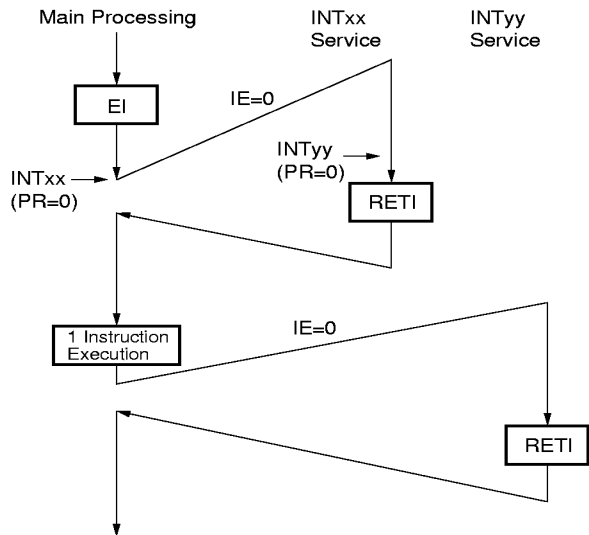 Main Processing
INTxx
Service
INTyy
Service
EI
IE=0
INTyy
(PR=0)
INTxx
(PR=0)
RETI
1 Instruction
Execution
IE=0
RETI